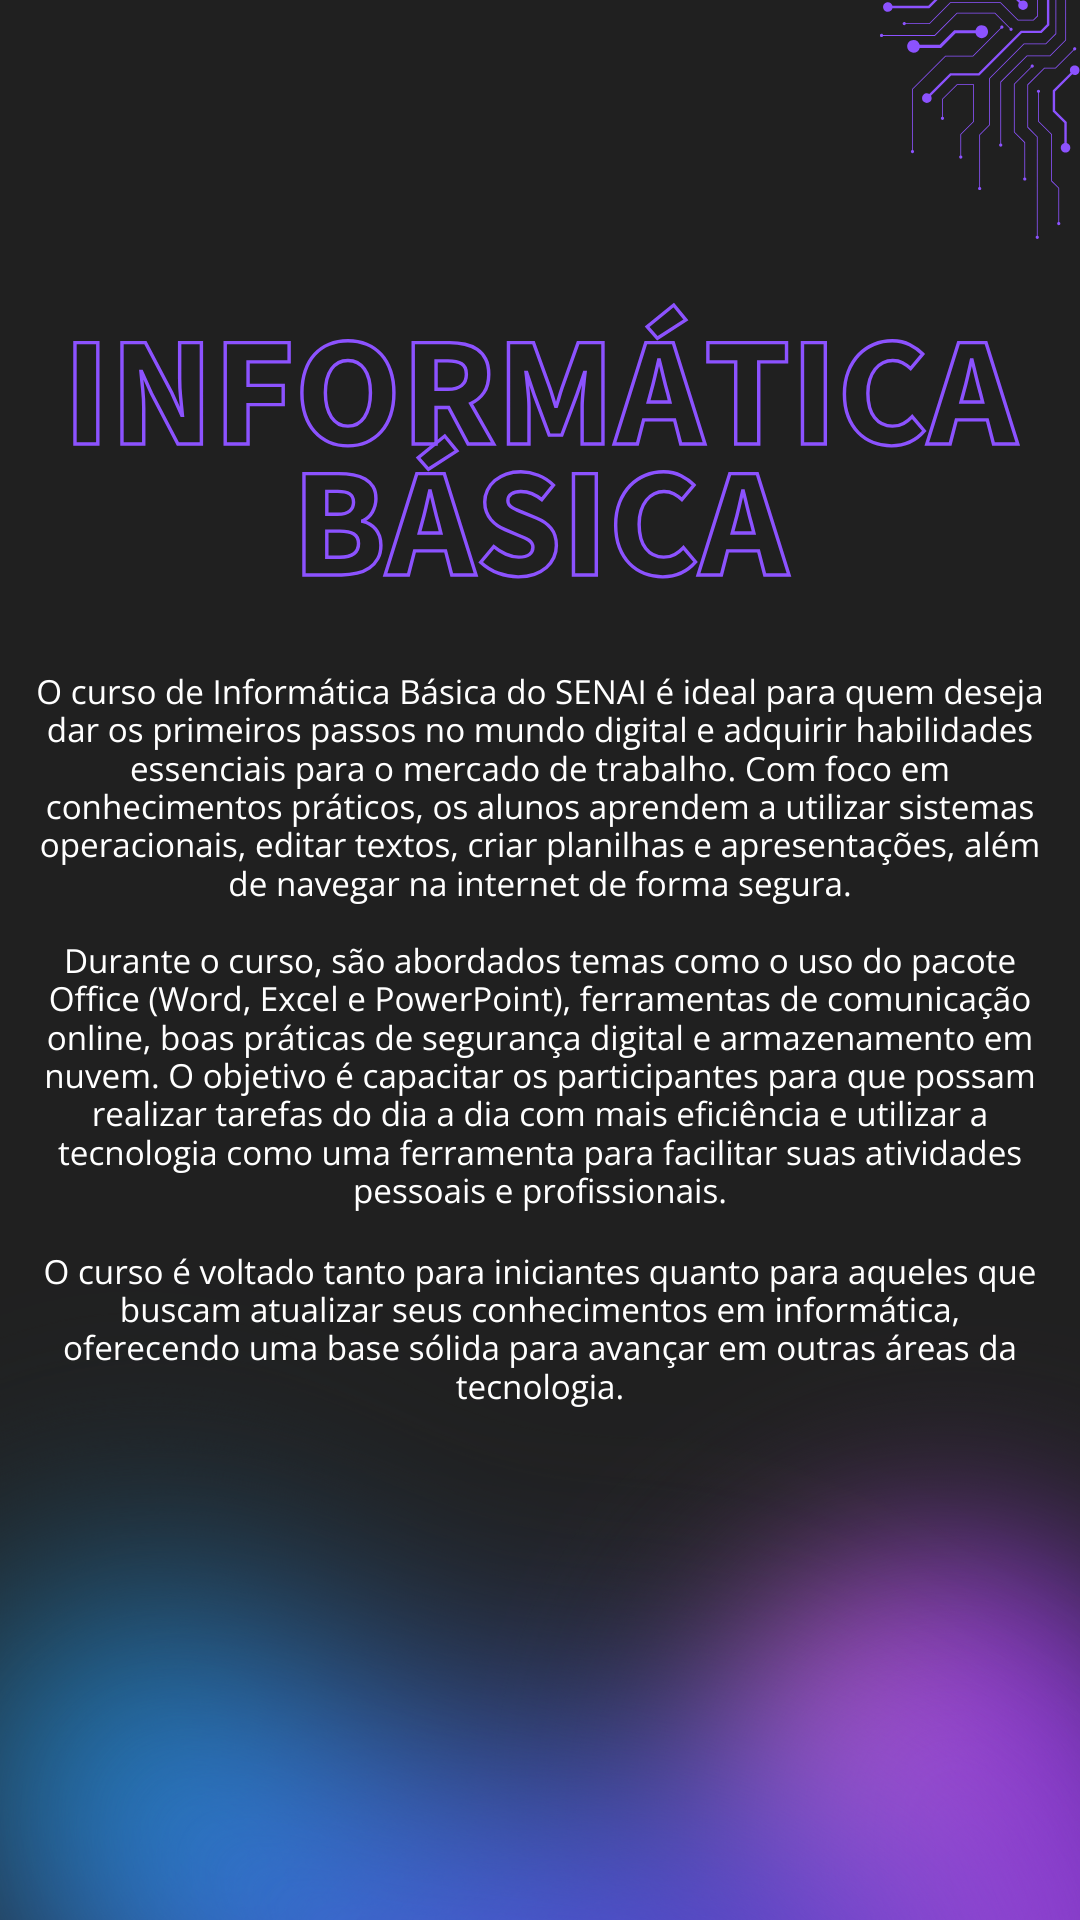 INFORMÁTICA
BÁSICA
O curso de Informática Básica do SENAI é ideal para quem deseja
dar os primeiros passos no mundo digital e adquirir habilidades
essenciais para o mercado de trabalho. Com foco em
conhecimentos práticos, os alunos aprendem a utilizar sistemas
operacionais, editar textos, criar planilhas e apresentações, além
de navegar na internet de forma segura.
Durante o curso, são abordados temas como o uso do pacote
Office (Word, Excel e PowerPoint), ferramentas de comunicação
online, boas práticas de segurança digital e armazenamento em
nuvem. O objetivo é capacitar os participantes para que possam
realizar tarefas do dia a dia com mais eficiência e utilizar a
tecnologia como uma ferramenta para facilitar suas atividades
pessoais e profissionais.
O curso é voltado tanto para iniciantes quanto para aqueles que
buscam atualizar seus conhecimentos em informática,
oferecendo uma base sólida para avançar em outras áreas da
tecnologia.